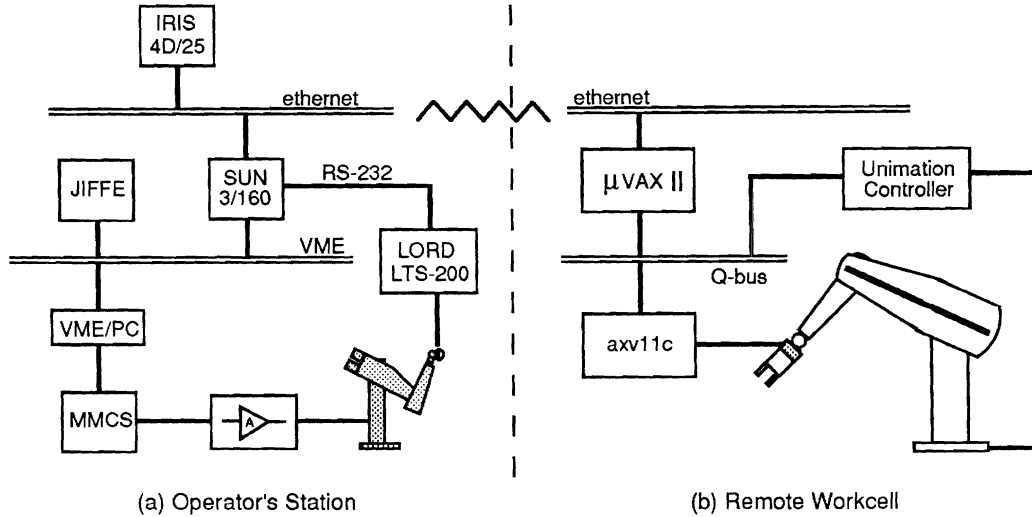 IRIS
4D/25
ethernet
ethernet
JIFFE
SUN
3/160
RS-232
µVAX II
Unimation
Controller
VME
LORD
LTS-200
Q-bus
VME/PC
axv11c
MMCS
A
(a) Operator's Station
(b) Remote Workcell